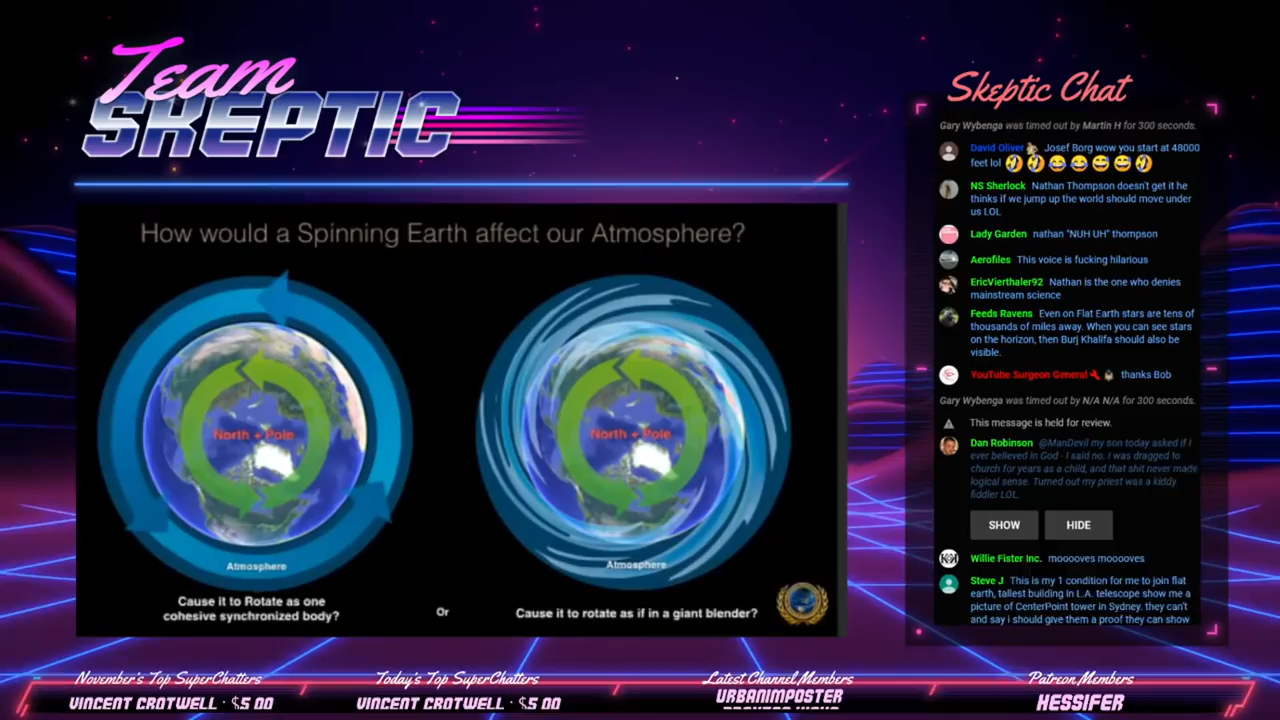 Team
SKEPTIC
How would a Spinning Earth affect our Atmosphere?
North + Pole
Atmosphere
Cause it to Rotate as one
cohesive synchronized body?
Or
North + Pole
Atmosphere
Cause it to rotate as if in a giant blender?
Skeptic Chat
Gary Wybenga was timed out by Martin H for 300 seconds.
David Oliver Josef Borg wow you start at 48000
feet lol 🤣🤣😂😂😄😅🤣
NS Sherlock Nathan Thompson doesn't get it he
thinks if we jump up the world should move under
us LOL
Lady Garden nathan "NUH UH" thompson
Aerofiles This voice is fucking hilarious
EricVierthaler92 Nathan is the one who denies
mainstream science
Feeds Ravens Even on Flat Earth stars are tens of
thousands of miles away. When you can see stars
on the horizon, then Burj Khalifa should also be
visible.
YouTube Surgeon General thanks Bob
Gary Wybenga was timed out by N/A N/A for 300 seconds.
This message is held for review.
Dan Robinson @ManDevil my son today asked if i
ever believed in God - I said no. I was dragged to
church for years as a child, and that shit never made
logical sense. Turned out my priest was a kiddy
fiddler LOL.
SHOW HIDE
Willie Fister Inc. mooooves mooooves
Steve J This is my 1 condition for me to join flat
earth, tallest building in L.A. telescope show me a
picture of CenterPoint tower in Sydney. they can't
and say i should give them a proof they can show
November's Top SuperChatters
VINCENT CROTWELL · $5.00
Today's Top SuperChatters
VINCENT CROTWELL · $5.00
Latest Channel Members
URBANIMPOSTER
Patreon Members
HESSIFER